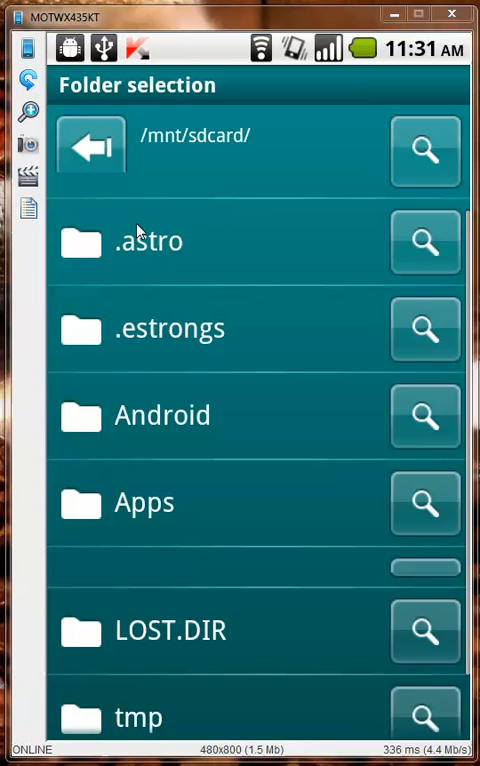 MOTWX435KT
11:31 AM
Folder selection
/mnt/sdcard/
.astro
.estrongs
Android
Apps
LOST.DIR
tmp
ONLINE 480x800 (1.5 Mb) 336 ms (4.4 Mb/s)